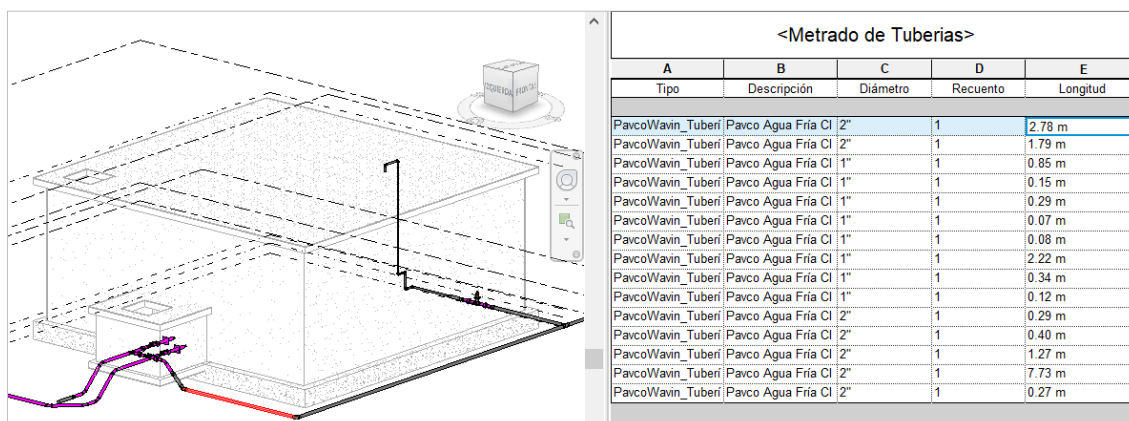 IZQUIERDA FRONTAL
<Metrado de Tuberias>
A B C D E
Tipo Descripción Diámetro Recuento Longitud
PavcoWavin_Tuberí Pavco Agua Fría Cl 2" 1 2.78 m
PavcoWavin_Tuberí Pavco Agua Fría Cl 2" 1 1.79 m
PavcoWavin_Tuberí Pavco Agua Fría Cl 1" 1 0.85 m
PavcoWavin_Tuberí Pavco Agua Fría Cl 1" 1 0.15 m
PavcoWavin_Tuberí Pavco Agua Fría Cl 1" 1 0.29 m
PavcoWavin_Tuberí Pavco Agua Fría Cl 1" 1 0.07 m
PavcoWavin_Tuberí Pavco Agua Fría Cl 1" 1 0.08 m
PavcoWavin_Tuberí Pavco Agua Fría Cl 1" 1 2.22 m
PavcoWavin_Tuberí Pavco Agua Fría Cl 1" 1 0.34 m
PavcoWavin_Tuberí Pavco Agua Fría Cl 1" 1 0.12 m
PavcoWavin_Tuberí Pavco Agua Fría Cl 2" 1 0.29 m
PavcoWavin_Tuberí Pavco Agua Fría Cl 2" 1 0.40 m
PavcoWavin_Tuberí Pavco Agua Fría Cl 2" 1 1.27 m
PavcoWavin_Tuberí Pavco Agua Fría Cl 2" 1 7.73 m
PavcoWavin_Tuberí Pavco Agua Fría Cl 2" 1 0.27 m